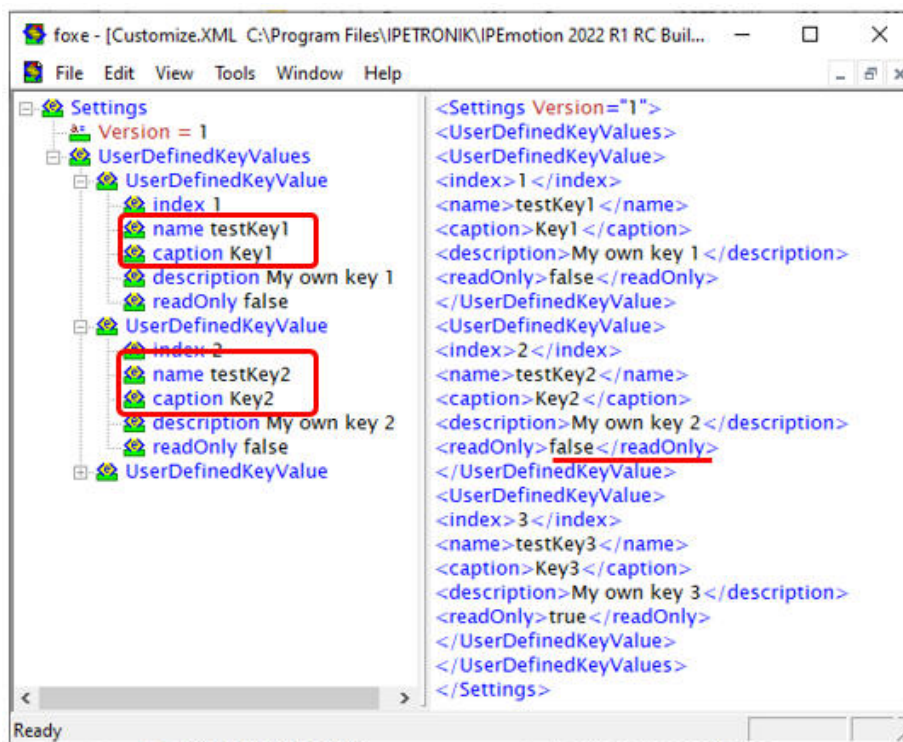 foxe - [Customize.XML C:\Program Files\IPETRONIK\IPEmotion 2022 R1 RC Buil...
File Edit View Tools Window Help
Settings
Version = 1
UserDefinedKeyValues
UserDefinedKeyValue
index 1
name testKey1
caption Key1
description My own key 1
readOnly false
UserDefinedKeyValue
index 2
name testKey2
caption Key2
description My own key 2
readOnly false
UserDefinedKeyValue
<Settings Version="1">
<UserDefinedKeyValues>
<UserDefinedKeyValue>
<index>1</index>
<name>testKey1</name>
<caption>Key1</caption>
<description>My own key 1</description>
<readOnly>false</readOnly>
</UserDefinedKeyValue>
<UserDefinedKeyValue>
<index>2</index>
<name>testKey2</name>
<caption>Key2</caption>
<description>My own key 2</description>
<readOnly>false</readOnly>
</UserDefinedKeyValue>
<UserDefinedKeyValue>
<index>3</index>
<name>testKey3</name>
<caption>Key3</caption>
<description>My own key 3</description>
<readOnly>true</readOnly>
</UserDefinedKeyValue>
</UserDefinedKeyValues>
</Settings>
Ready